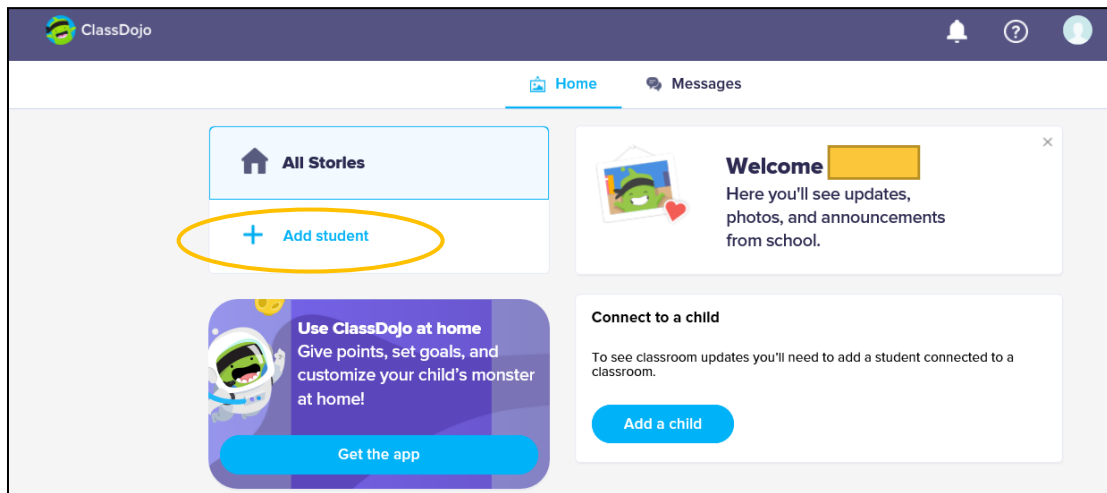 ClassDojo
Home
Messages
All Stories
Add student
Welcome
Here you'll see updates,
photos, and announcements
from school.
Use ClassDojo at home
Give points, set goals, and
customize your child's monster
at home!
Get the app
Connect to a child
To see classroom updates you'll need to add a student connected to a
classroom.
Add a child